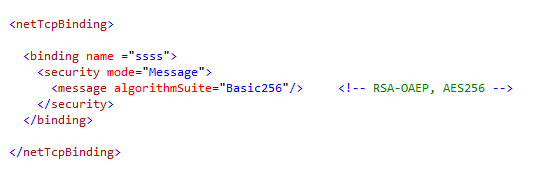 <netTcpBinding>
<binding name ="ssss">
<security mode="Message">
<message algorithmSuite="Basic256"/> <!-- RSA-OAEP, AES256 -->
</security>
</binding>
</netTcpBinding>